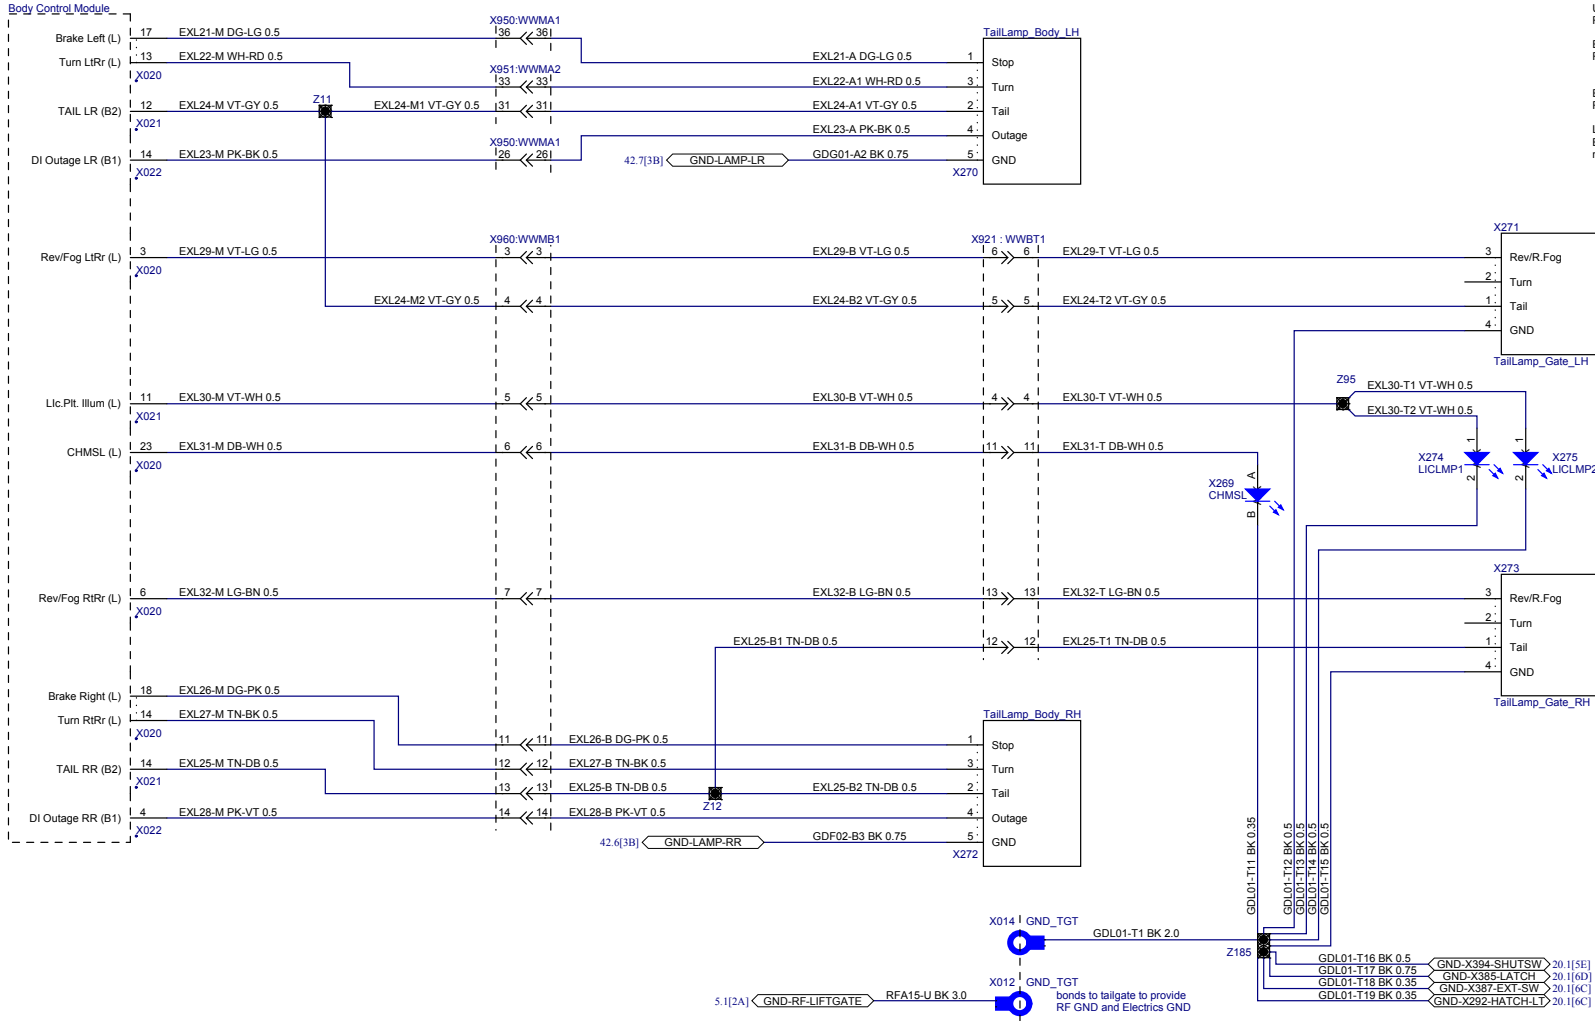 Body Control Module
Brake Left (L) 17 EXL21-M DG-LG 0.5
X950:WWMA1
36 36
EXL21-A DG-LG 0.5
TailLamp_Body_LH
1 Stop
Turn LtRr (L) 13 EXL22-M WH-RD 0.5
X020
X951:WWMA2
33 33
EXL22-A1 WH-RD 0.5
3 Turn
TAIL LR (B2) 12 EXL24-M VT-GY 0.5
X021
Z11
EXL24-M1 VT-GY 0.5
31 31
EXL24-A1 VT-GY 0.5
2 Tail
EXL23-A PK-BK 0.5
4 Outage
DI Outage LR (B1) 14 EXL23-M PK-BK 0.5
X022
X950:WWMA1
26 26
42.7[3B] GND-LAMP-LR
GDG01-A2 BK 0.75
5 GND
X270
Rev/Fog LtRr (L) 3 EXL29-M VT-LG 0.5
X020
X960:WWMB1
3 3
EXL29-B VT-LG 0.5
X921 : WWBT1
6 6
EXL29-T VT-LG 0.5
X271
3 Rev/R.Fog
2 Turn
EXL24-M2 VT-GY 0.5
4 4
EXL24-B2 VT-GY 0.5
5 5
EXL24-T2 VT-GY 0.5
1 Tail
4 GND
TailLamp_Gate_LH
LIc.Plt. Illum (L) 11 EXL30-M VT-WH 0.5
X021
5 5
EXL30-B VT-WH 0.5
4 4
EXL30-T VT-WH 0.5
Z95
EXL30-T1 VT-WH 0.5
EXL30-T2 VT-WH 0.5
CHMSL (L) 23 EXL31-M DB-WH 0.5
X020
6 6
EXL31-B DB-WH 0.5
11 11
EXL31-T DB-WH 0.5
X269
CHMSL
A
B
X274
LICLMP1
1
2
1
2
X275
LICLMP2
Rev/Fog RtRr (L) 6 EXL32-M LG-BN 0.5
X020
7 7
EXL32-B LG-BN 0.5
13 13
EXL32-T LG-BN 0.5
X273
3 Rev/R.Fog
2 Turn
EXL25-B1 TN-DB 0.5
12 12
EXL25-T1 TN-DB 0.5
1 Tail
4 GND
TailLamp_Gate_RH
Brake Right (L) 18 EXL26-M DG-PK 0.5
Turn RtRr (L) 14 EXL27-M TN-BK 0.5
X020
TailLamp_Body_RH
11 11
EXL26-B DG-PK 0.5
1 Stop
12 12
EXL27-B TN-BK 0.5
3 Turn
TAIL RR (B2) 14 EXL25-M TN-DB 0.5
X021
13 13
EXL25-B TN-DB 0.5
Z12
EXL25-B2 TN-DB 0.5
2 Tail
DI Outage RR (B1) 4 EXL28-M PK-VT 0.5
X022
14 14
EXL28-B PK-VT 0.5
4 Outage
42.6[3B] GND-LAMP-RR
GDF02-B3 BK 0.75
5 GND
X272
GDL01-T11 BK 0.35
GDL01-T12 BK 0.5
GDL01-T13 BK 0.5
GDL01-T14 BK 0.5
GDL01-T15 BK 0.5
X014 GND_TGT
GDL01-T1 BK 2.0
Z185
GDL01-T16 BK 0.5 GND-X394-SHUTSW 20.1[5E]
GDL01-T17 BK 0.75 GND-X385-LATCH 20.1[6D]
GDL01-T18 BK 0.35 GND-X387-EXT-SW 20.1[6C]
GDL01-T19 BK 0.35 GND-X292-HATCH-LT 20.1[6C]
X012 GND_TGT
5.1[2A] GND-RF-LIFTGATE
RFA15-U BK 3.0
bonds to tailgate to provide
RF GND and Electrics GND